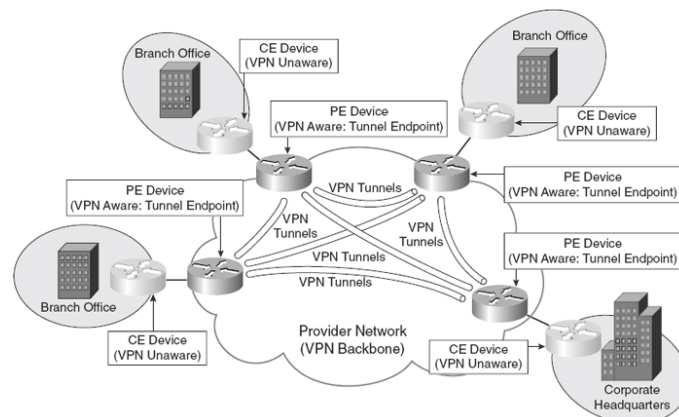 Branch Office
CE Device
(VPN Unaware)
Branch Office
PE Device
(VPN Aware: Tunnel Endpoint)
CE Device
(VPN Unaware)
PE Device
(VPN Aware: Tunnel Endpoint)
VPN Tunnels
PE Device
(VPN Aware: Tunnel Endpoint)
VPN
Tunnels
VPN
Tunnels
PE Device
(VPN Aware: Tunnel Endpoint)
VPN Tunnels
VPN Tunnels
Branch Office
Provider Network
(VPN Backbone)
CE Device
(VPN Unaware)
CE Device
(VPN Unaware)
Corporate
Headquarters